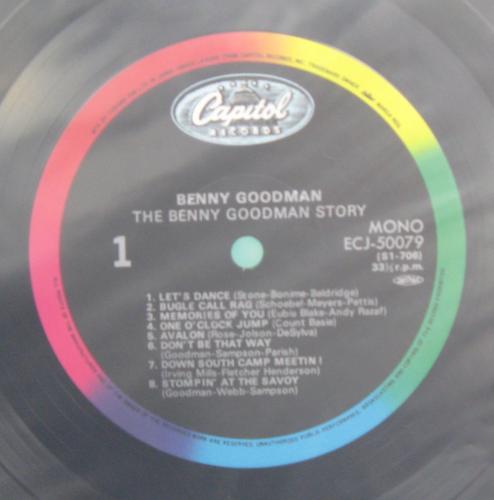 Capitol
RECORDS
BENNY GOODMAN
THE BENNY GOODMAN STORY
1
MONO
ECJ-50079
(S1-706)
33⅓ r.p.m.
1. LET'S DANCE (Stone-Bonime-Baldridge)
2. BUGLE CALL RAG (Schoebel-Meyers-Pettis)
3. MEMORIES OF YOU (Eubie Blake-Andy Razaf)
4. ONE O'CLOCK JUMP (Count Basie)
5. AVALON (Rose-Jolson-DeSylva)
6. DON'T BE THAT WAY
(Goodman-Sampson-Parish)
7. DOWN SOUTH CAMP MEETIN'
(Irving Mills-Fletcher Henderson)
8. STOMPIN' AT THE SAVOY
(Goodman-Webb-Sampson)